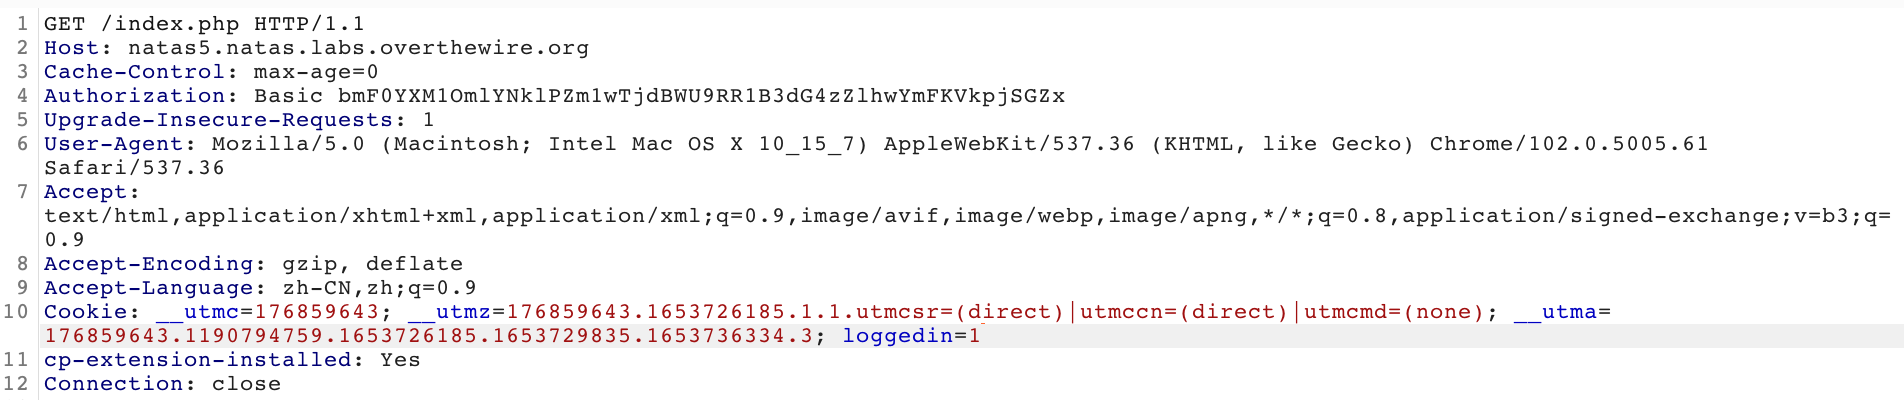 1 GET /index.php HTTP/1.1
2 Host: natas5.natas.labs.overthewire.org
3 Cache-Control: max-age=0
4 Authorization: Basic bmF0YXM1OmlYNklPZm1wTjdBWU9RR1B3dG4zZlhwYmFKVkpjSGZx
5 Upgrade-Insecure-Requests: 1
6 User-Agent: Mozilla/5.0 (Macintosh; Intel Mac OS X 10_15_7) AppleWebKit/537.36 (KHTML, like Gecko) Chrome/102.0.5005.61
Safari/537.36
7 Accept:
text/html,application/xhtml+xml,application/xml;q=0.9,image/avif,image/webp,image/apng,*/*;q=0.8,application/signed-exchange;v=b3;q=
0.9
8 Accept-Encoding: gzip, deflate
9 Accept-Language: zh-CN,zh;q=0.9
10 Cookie: __utmc=176859643; __utmz=176859643.1653726185.1.1.utmcsr=(direct)|utmccn=(direct)|utmcmd=(none); __utma=
176859643.1190794759.1653726185.1653729835.1653736334.3; loggedin=1
11 cp-extension-installed: Yes
12 Connection: close